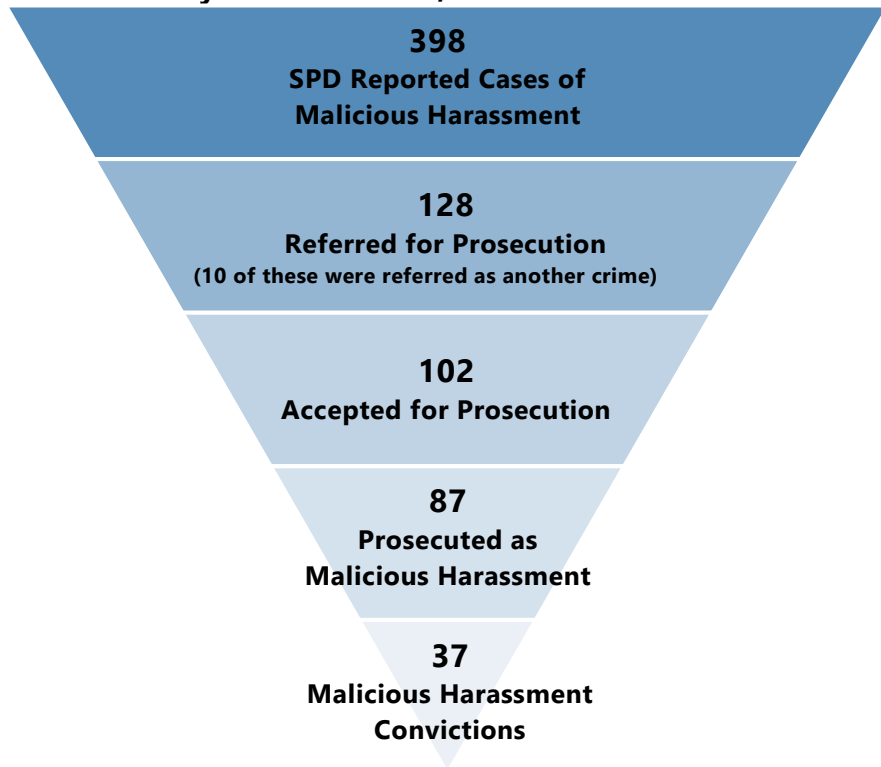 398
SPD Reported Cases of
Malicious Harassment
128
Referred for Prosecution
(10 of these were referred as another crime)
102
Accepted for Prosecution
87
Prosecuted as
Malicious Harassment
37
Malicious Harassment
Convictions